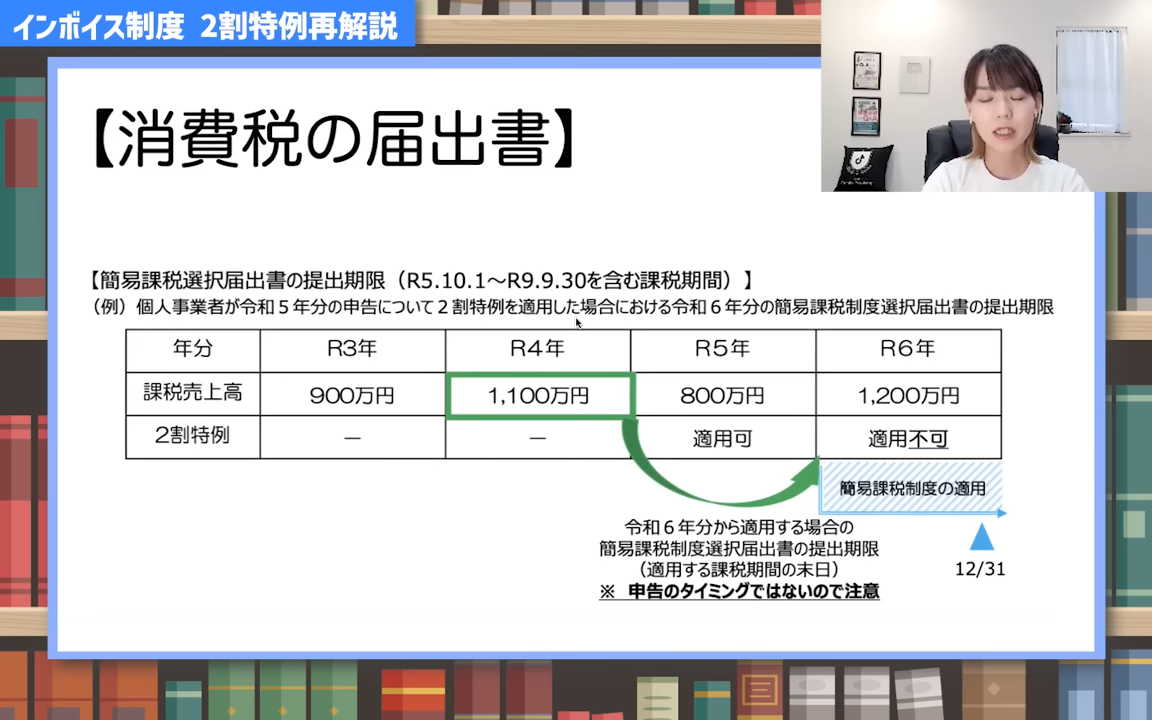 インボイス制度 2割特例再解説
【消費税の届出書】
【簡易課税選択届出書の提出期限（R5.10.1～R9.9.30を含む課税期間）】
（例）個人事業者が令和５年分の申告について２割特例を適用した場合における令和６年分の簡易課税制度選択届出書の提出期限
年分 R3年 R4年 R5年 R6年
課税売上高 900万円 1,100万円 800万円 1,200万円
2割特例 － － 適用可 適用不可
簡易課税制度の適用
令和６年分から適用する場合の
簡易課税制度選択届出書の提出期限
（適用する課税期間の末日）
※ 申告のタイミングではないので注意
12/31